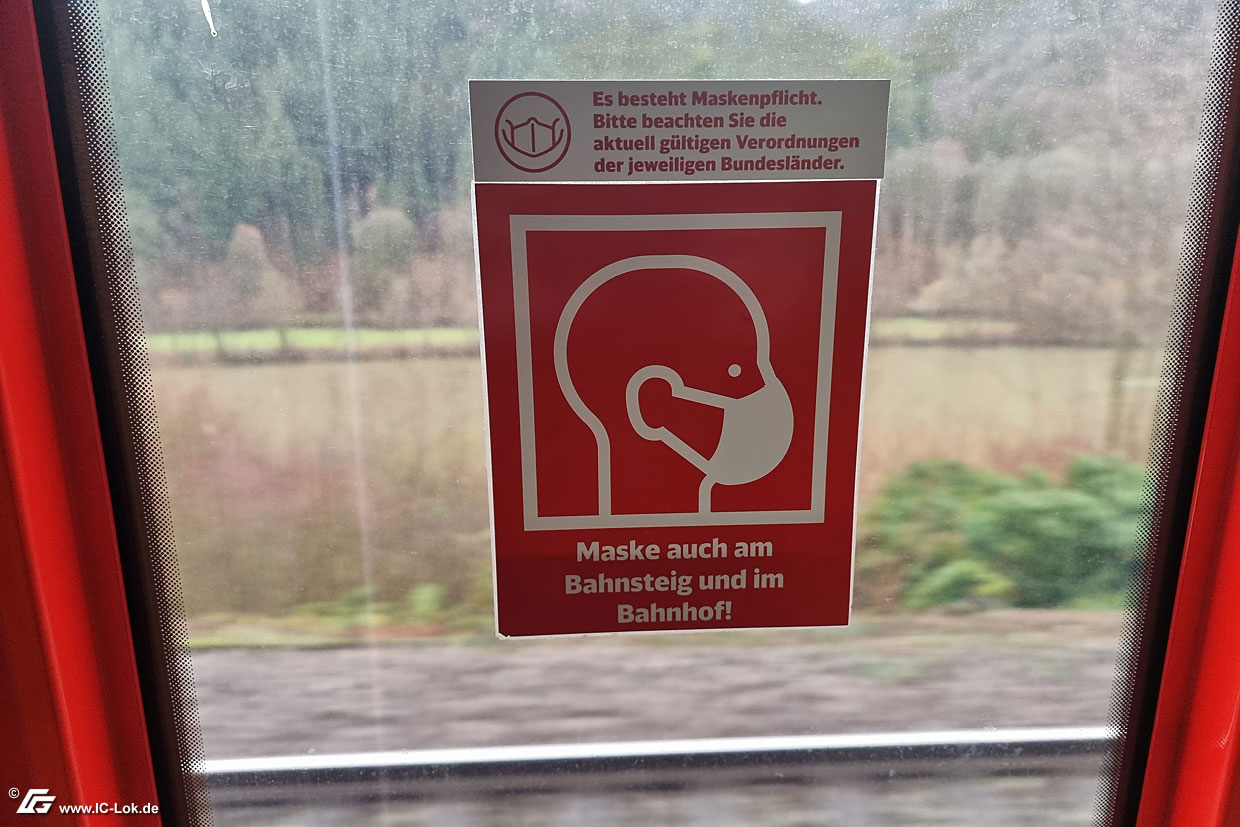 Es besteht Maskenpflicht.
Bitte beachten Sie die
aktuell gültigen Verordnungen
der jeweiligen Bundesländer.
Maske auch am
Bahnsteig und im
Bahnhof!
© www.IC-Lok.de